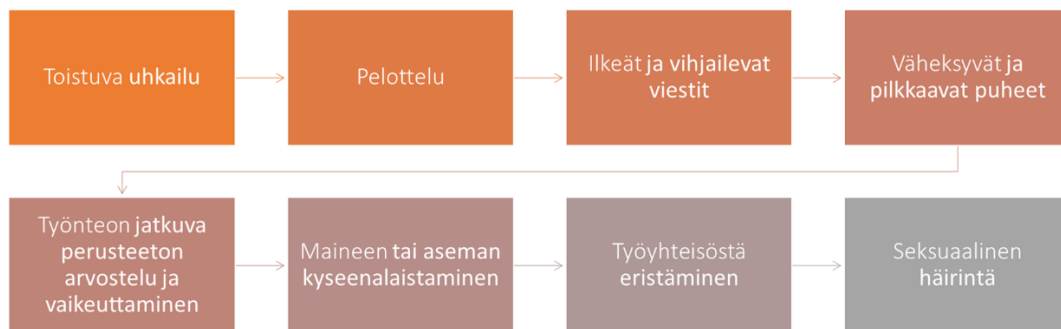 Toistuva uhkailu
Pelottelu
Ilkeät ja vihjailevat
viestit
Väheksyvät ja
pilkkaavat puheet
Työnteon jatkuva
perusteeton
arvostelu ja
vaikeuttaminen
Maineen tai aseman
kyseenalaistaminen
Työyhteisöstä
eristäminen
Seksuaalinen
häirintä